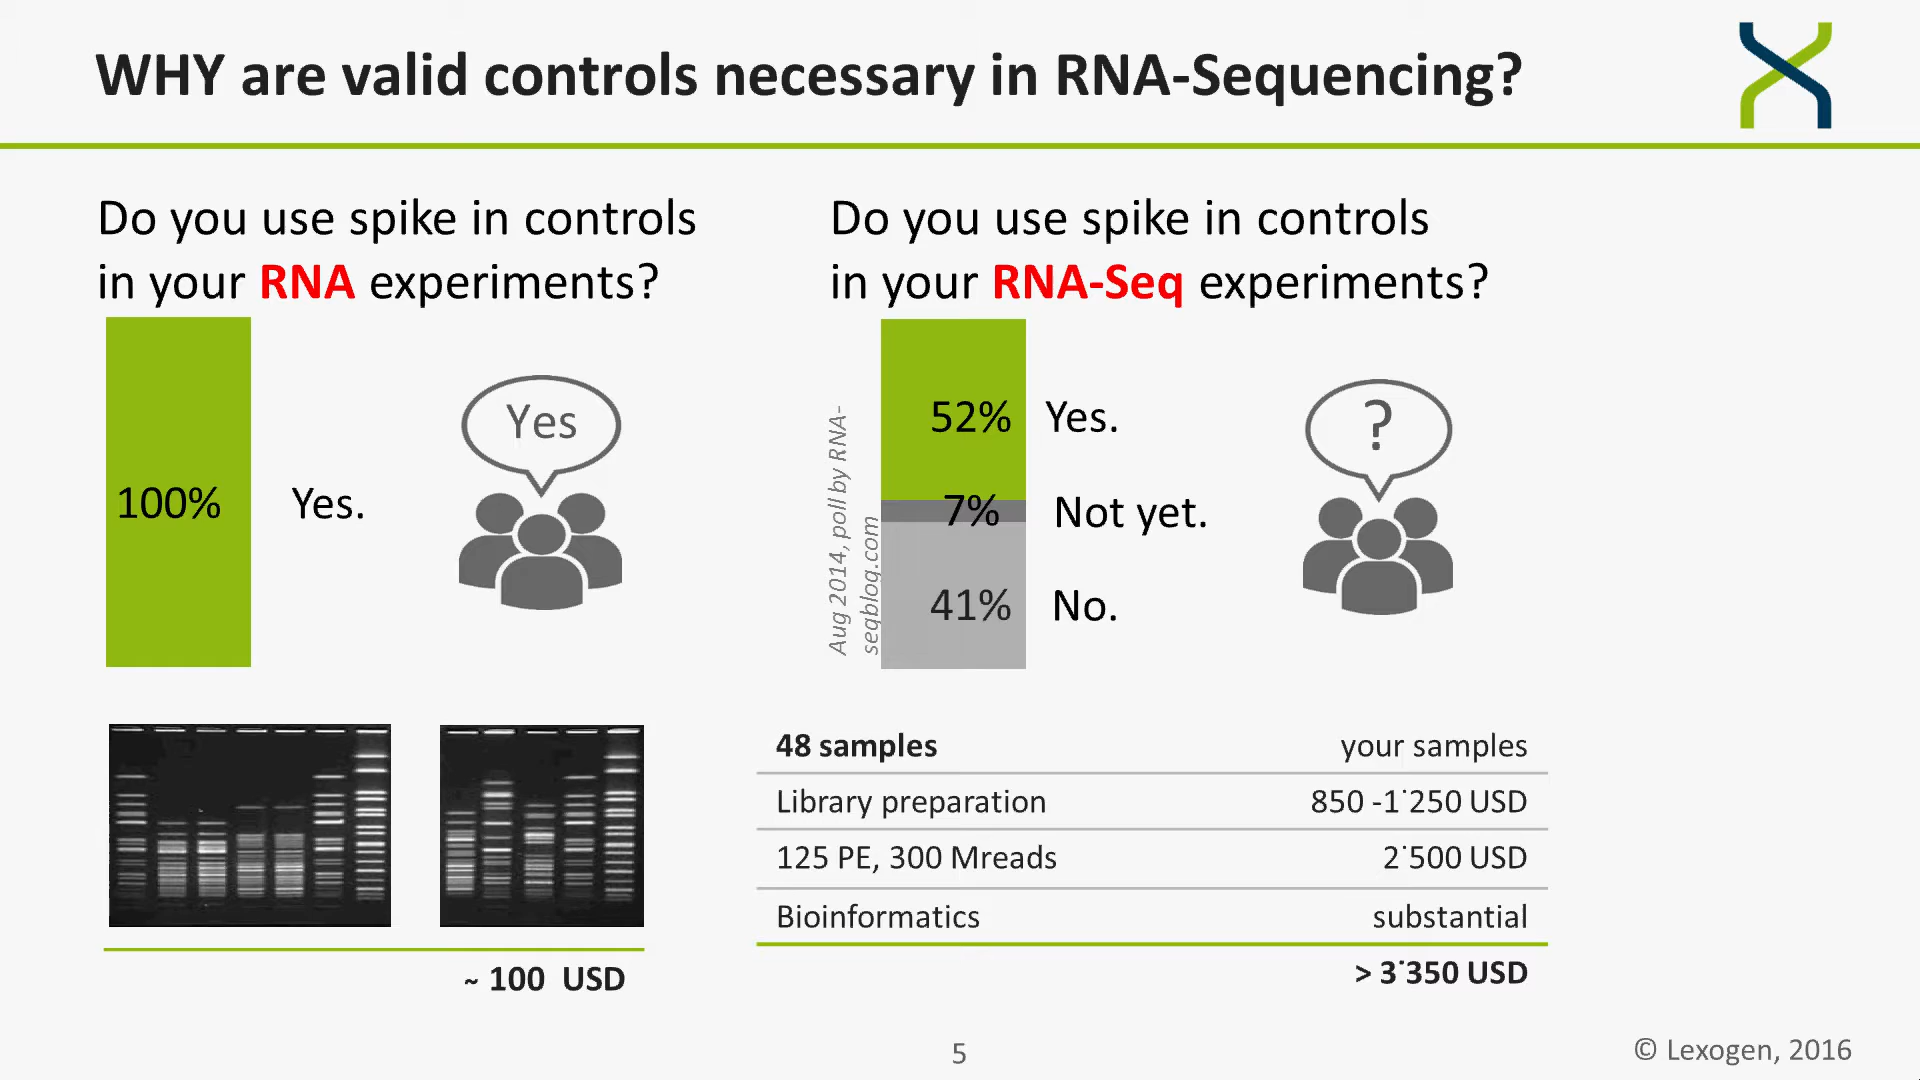 WHY are valid controls necessary in RNA-Sequencing?
Do you use spike in controls
in your RNA experiments?
100%
Yes.
Yes
Do you use spike in controls
in your RNA-Seq experiments?
Aug 2014, poll by RNA-
seqblog.com
52% Yes.
7% Not yet.
41% No.
?
~ 100 USD
48 samples your samples
Library preparation 850 -1˙250 USD
125 PE, 300 Mreads 2˙500 USD
Bioinformatics substantial
> 3˙350 USD
5
© Lexogen, 2016